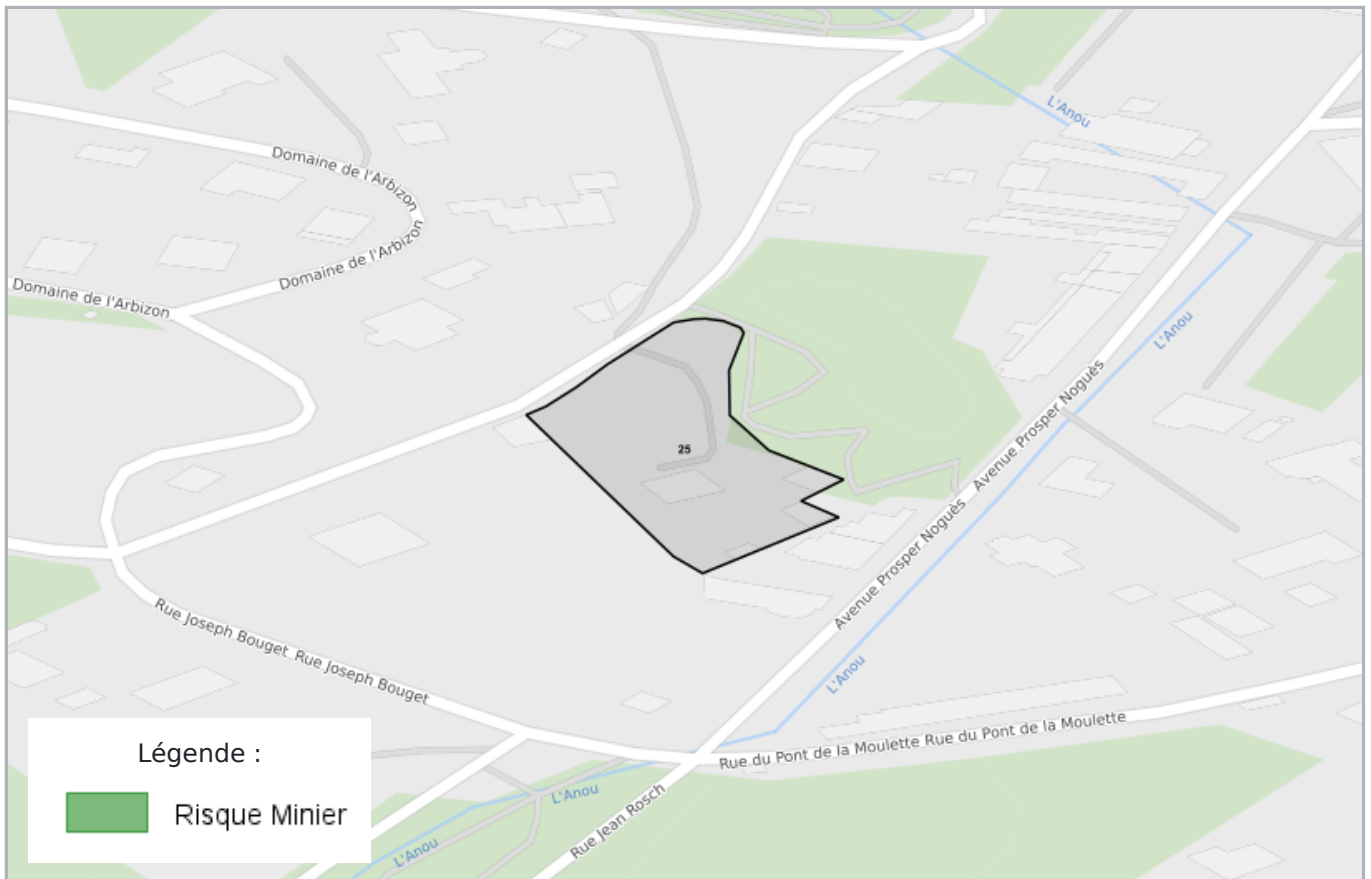 L'Anou
Domaine de l'Arbizon
Domaine de l'Arbizon
Domaine de l'Arbizon
L'Anou
Avenue Prosper Noguès
25
Avenue Prosper Noguès
Rue Joseph Bouget Rue Joseph Bouget
L'Anou
Rue du Pont de la Moulette Rue du Pont de la Moulette
Légende :
Risque Minier
L'Anou
Rue Jean Rosch
L'Anou